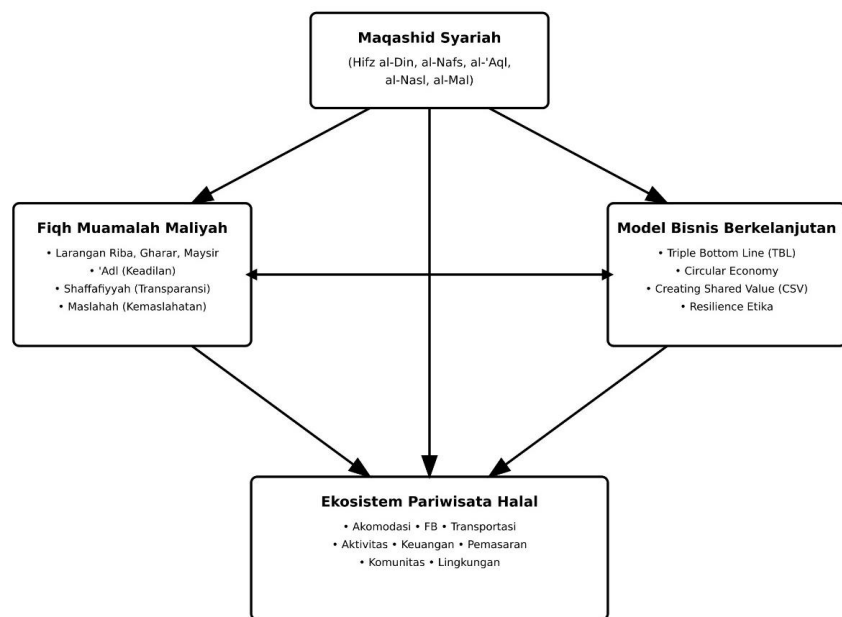 Maqashid Syariah
(Hifz al-Din, al-Nafs, al-'Aql,
al-Nasl, al-Mal)
Fiqh Muamalah Maliyah
• Larangan Riba, Gharar, Maysir
• 'Adl (Keadilan)
• Shaffafiyyah (Transparansi)
• Maslahah (Kemaslahatan)
Model Bisnis Berkelanjutan
• Triple Bottom Line (TBL)
• Circular Economy
• Creating Shared Value (CSV)
• Resilience Etika
Ekosistem Pariwisata Halal
• Akomodasi • FB • Transportasi
• Aktivitas • Keuangan • Pemasaran
• Komunitas • Lingkungan